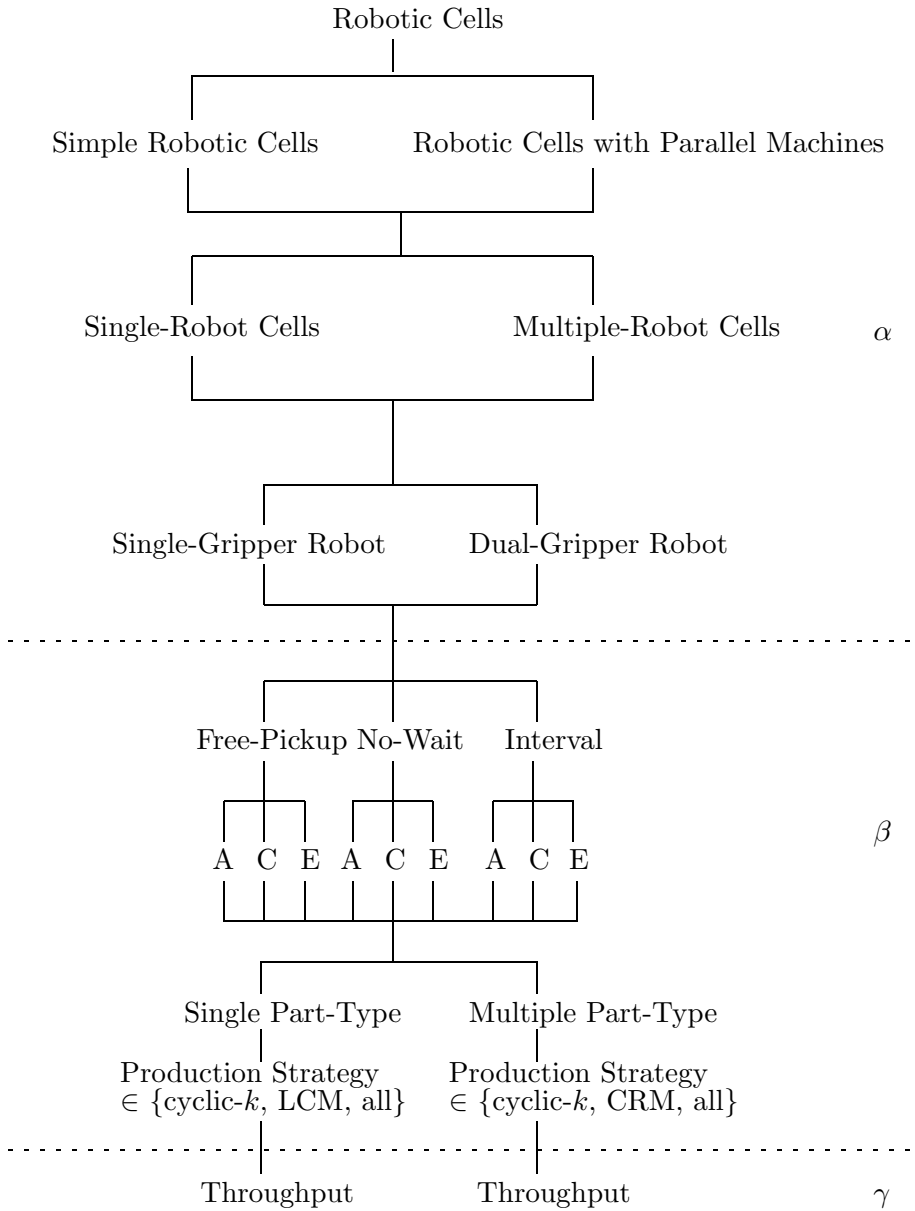 Robotic Cells
Simple Robotic Cells
Robotic Cells with Parallel Machines
Single-Robot Cells
Multiple-Robot Cells
α
Single-Gripper Robot
Dual-Gripper Robot
Free-Pickup
No-Wait
Interval
β
A C E A C E A C E
Single Part-Type
Multiple Part-Type
Production Strategy
∈ {cyclic-k, LCM, all}
Production Strategy
∈ {cyclic-k, CRM, all}
Throughput
Throughput
γ